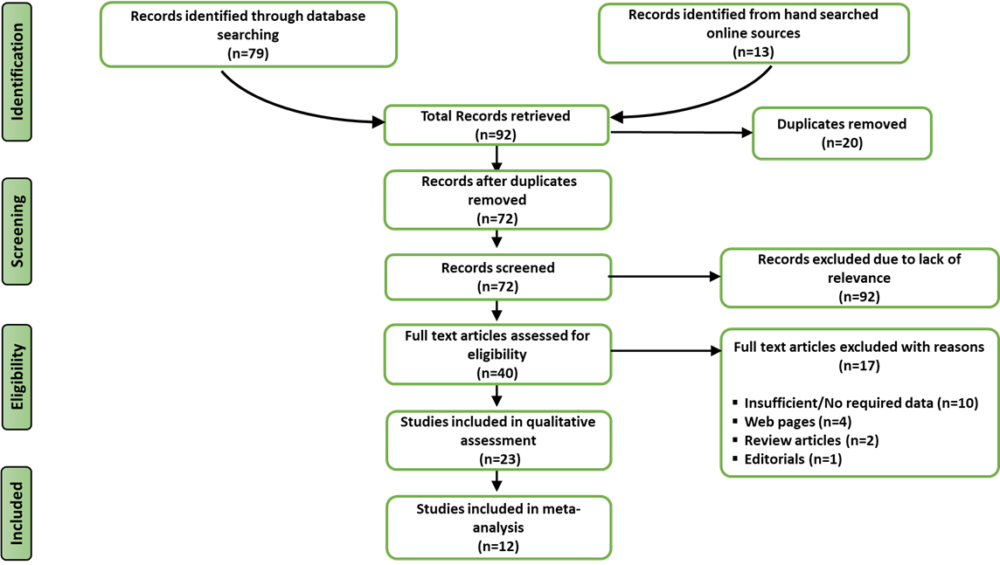 Identification
Records identified through database
searching
(n=79)
Records identified from hand searched
online sources
(n=13)
Total Records retrieved
(n=92)
Duplicates removed
(n=20)
Screening
Records after duplicates
removed
(n=72)
Records screened
(n=72)
Records excluded due to lack of
relevance
(n=92)
Eligibility
Full text articles assessed for
eligibility
(n=40)
Full text articles excluded with reasons
(n=17)
▪ Insufficient/No required data (n=10)
▪ Web pages (n=4)
▪ Review articles (n=2)
▪ Editorials (n=1)
Studies included in qualitative
assessment
(n=23)
Included
Studies included in meta-
analysis
(n=12)